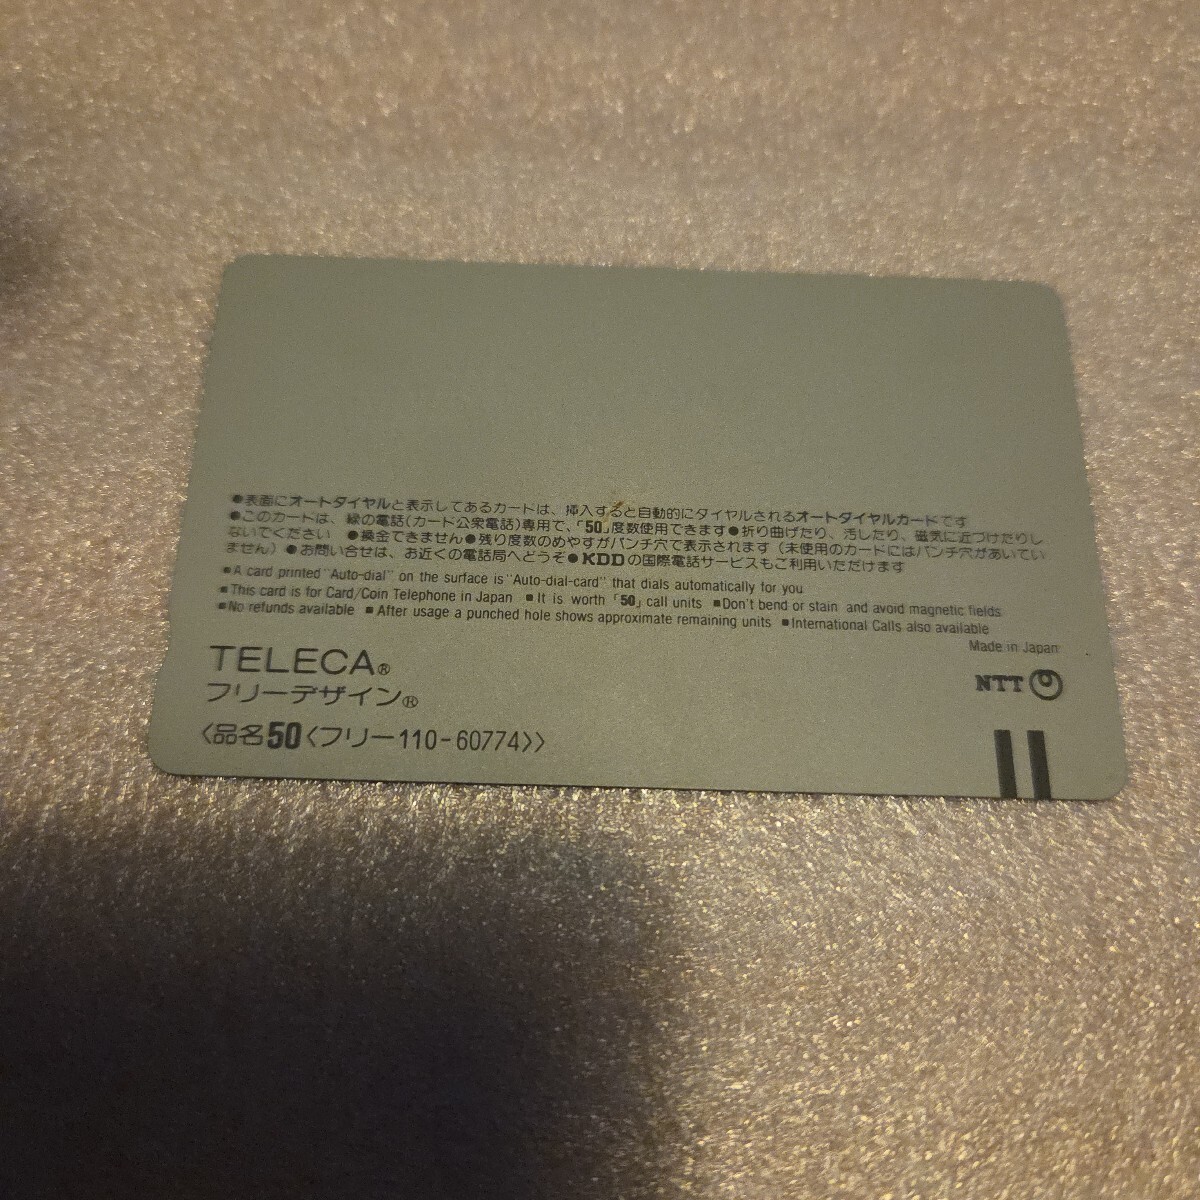 ●表面にオートダイヤルと表示してあるカードは、挿入すると自動的にダイヤルされるオートダイヤルカードです
●このカードは、緑の電話(カード公衆電話)専用で、「50」度数使用できます●折り曲げたり、汚したり、磁気に近づけたりし
ないでください ●換金できません●残り度数のめやすがパンチ穴で表示されます（未使用のカードにはパンチ穴があいてい
ません）●お問い合せは、お近くの電話局へどうぞ●KDDの国際電話サービスもご利用いただけます
■A card printed "Auto-dial" on the surface is "Auto-dial-card" that dials automatically for you
■This card is for Card/Coin Telephone in Japan ■It is worth「50」call units ■Don't bend or stain and avoid magnetic fields
■No refunds available ■After usage a punched hole shows approximate remaining units ■International Calls also available
Made in Japan
TELECA®
フリーデザイン®
NTT
〈品名50〈フリー110-60774〉〉